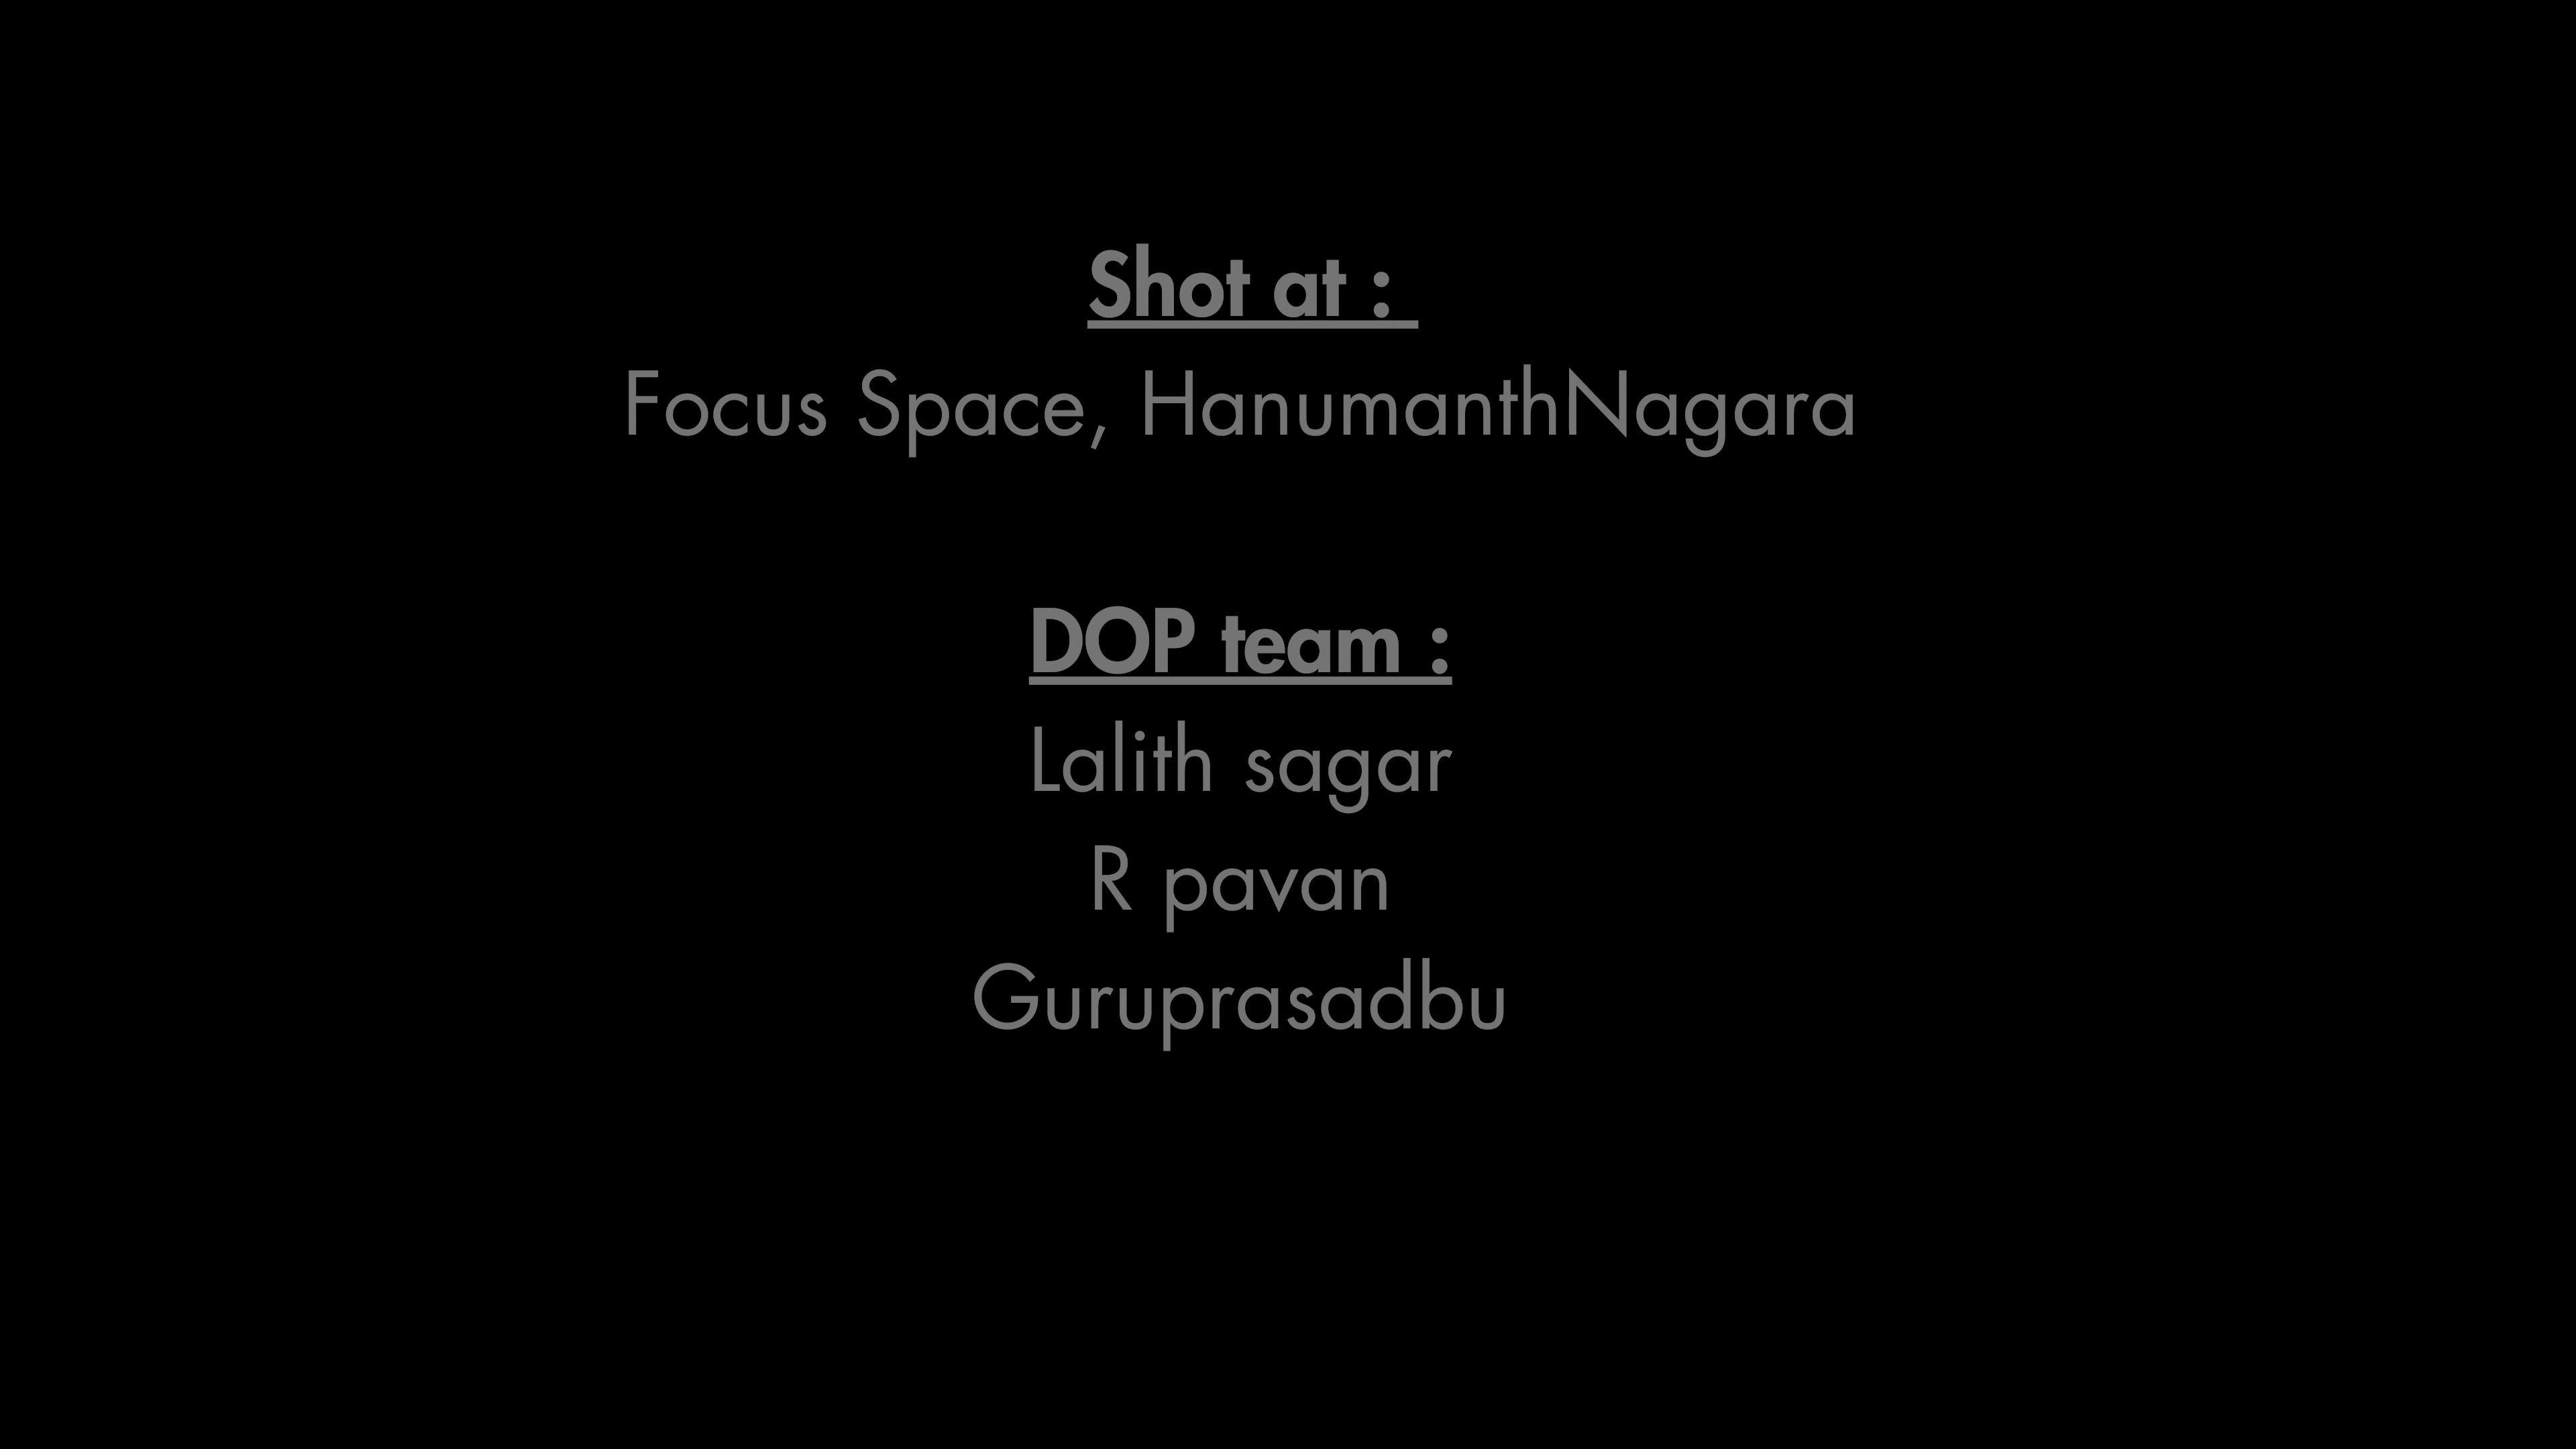 Shot at :
Focus Space, HanumanthNagara
DOP team :
Lalith sagar
R pavan
Guruprasadbu